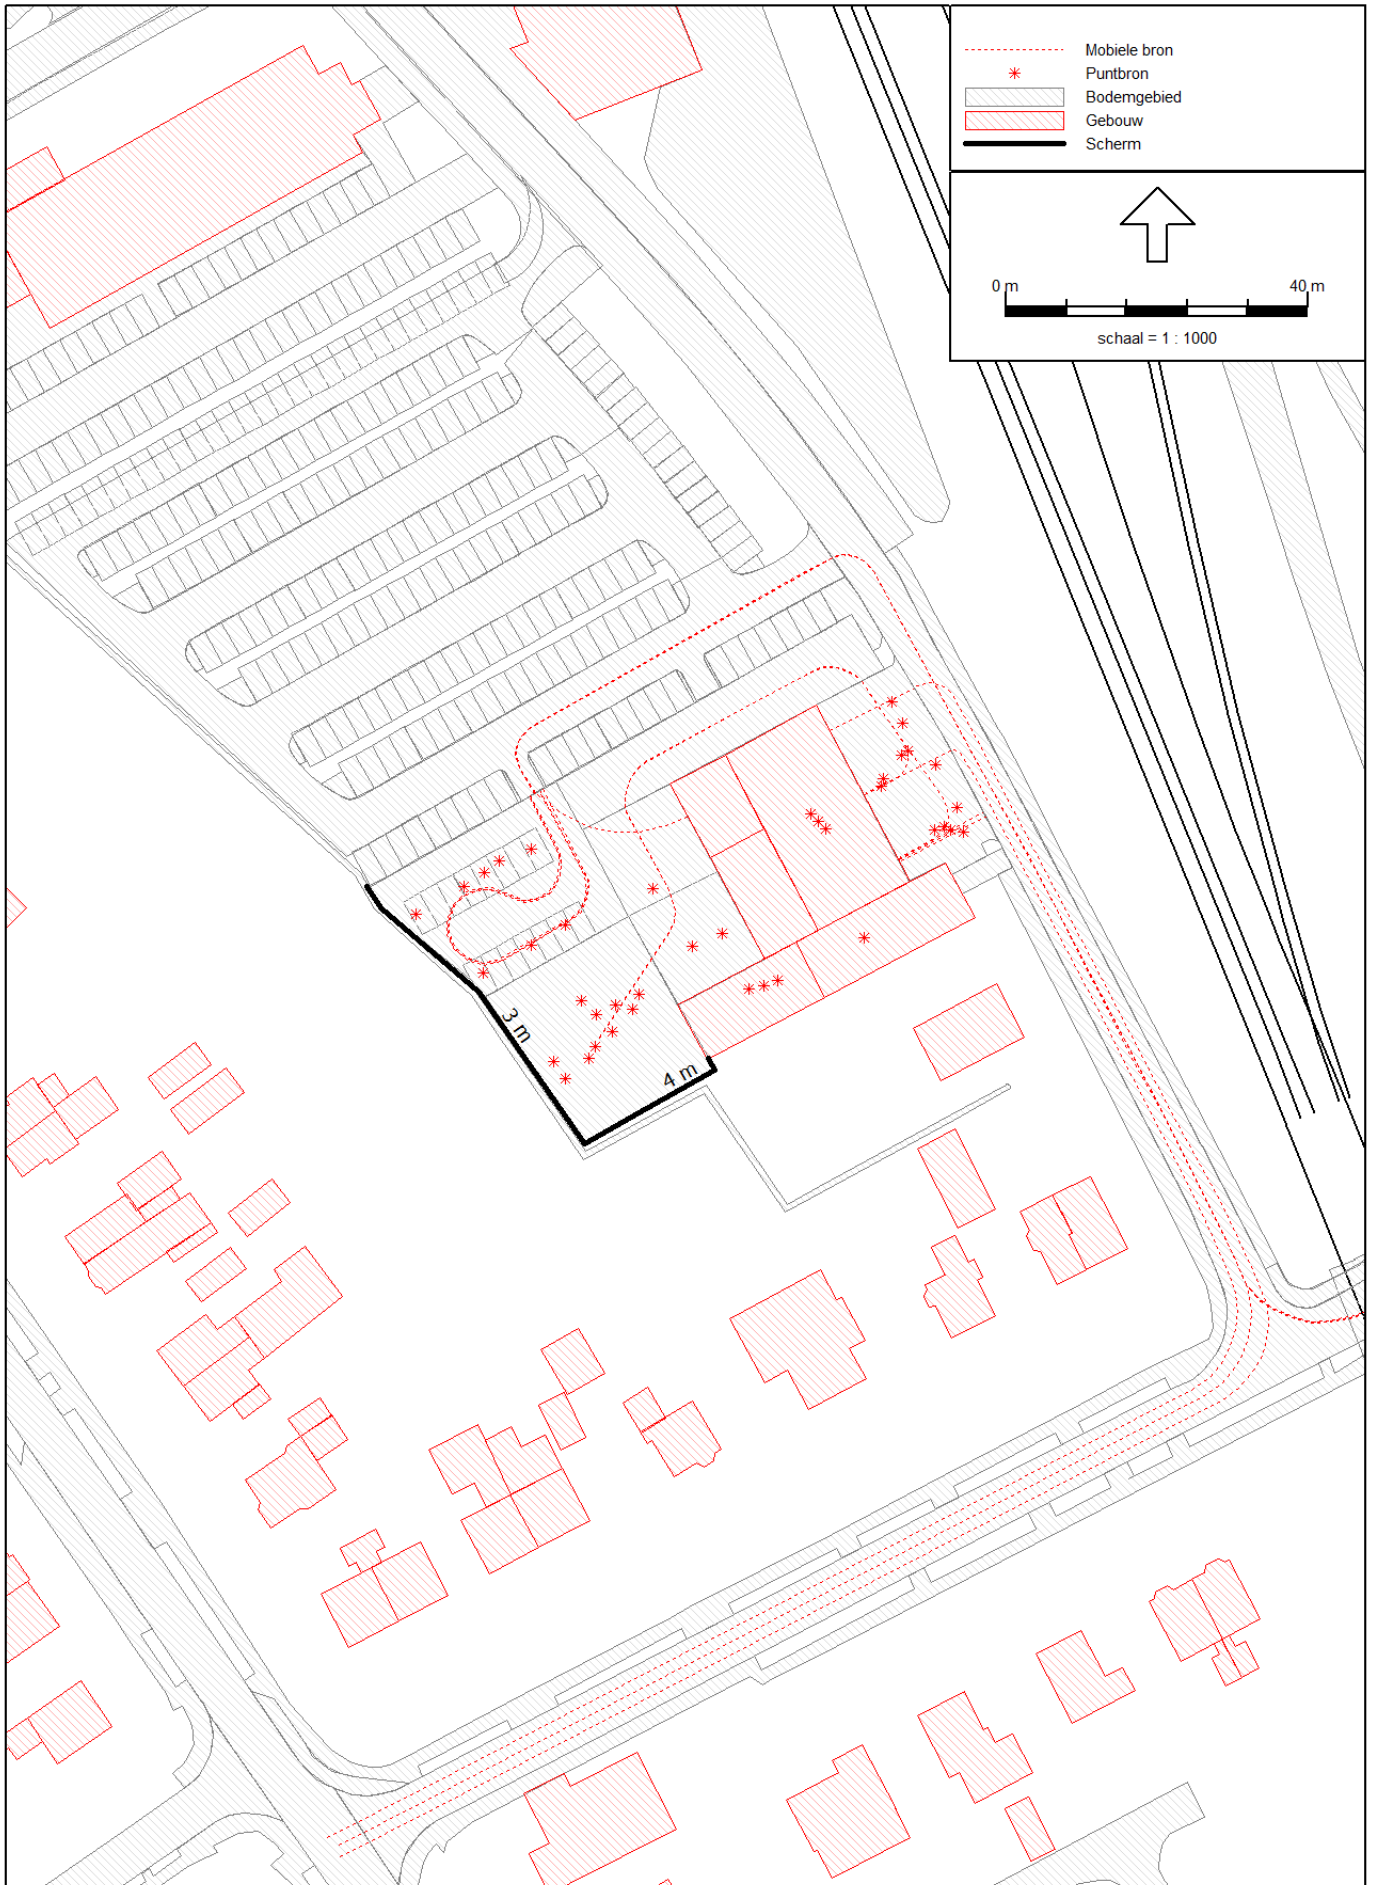 Mobiele bron
Puntbron
Bodemgebied
Gebouw
Scherm
0 m 40 m
schaal = 1 : 1000
3 m
4 m